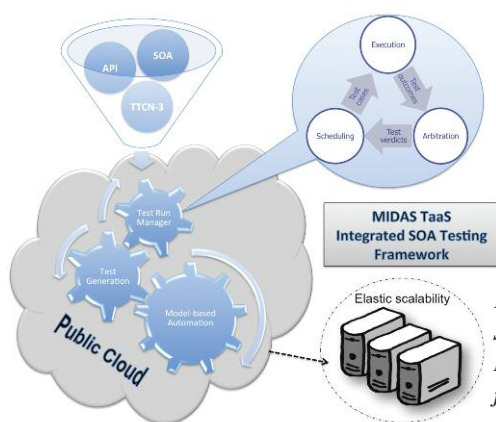 API
SOA
TTCN-3
Execution
Test
cases
Test
outcomes
Scheduling
Test
verdicts
Arbitration
Test Run
Manager
Test
Generation
Model-based
Automation
Public Cloud
MIDAS TaaS
Integrated SOA Testing
Framework
Elastic scalability